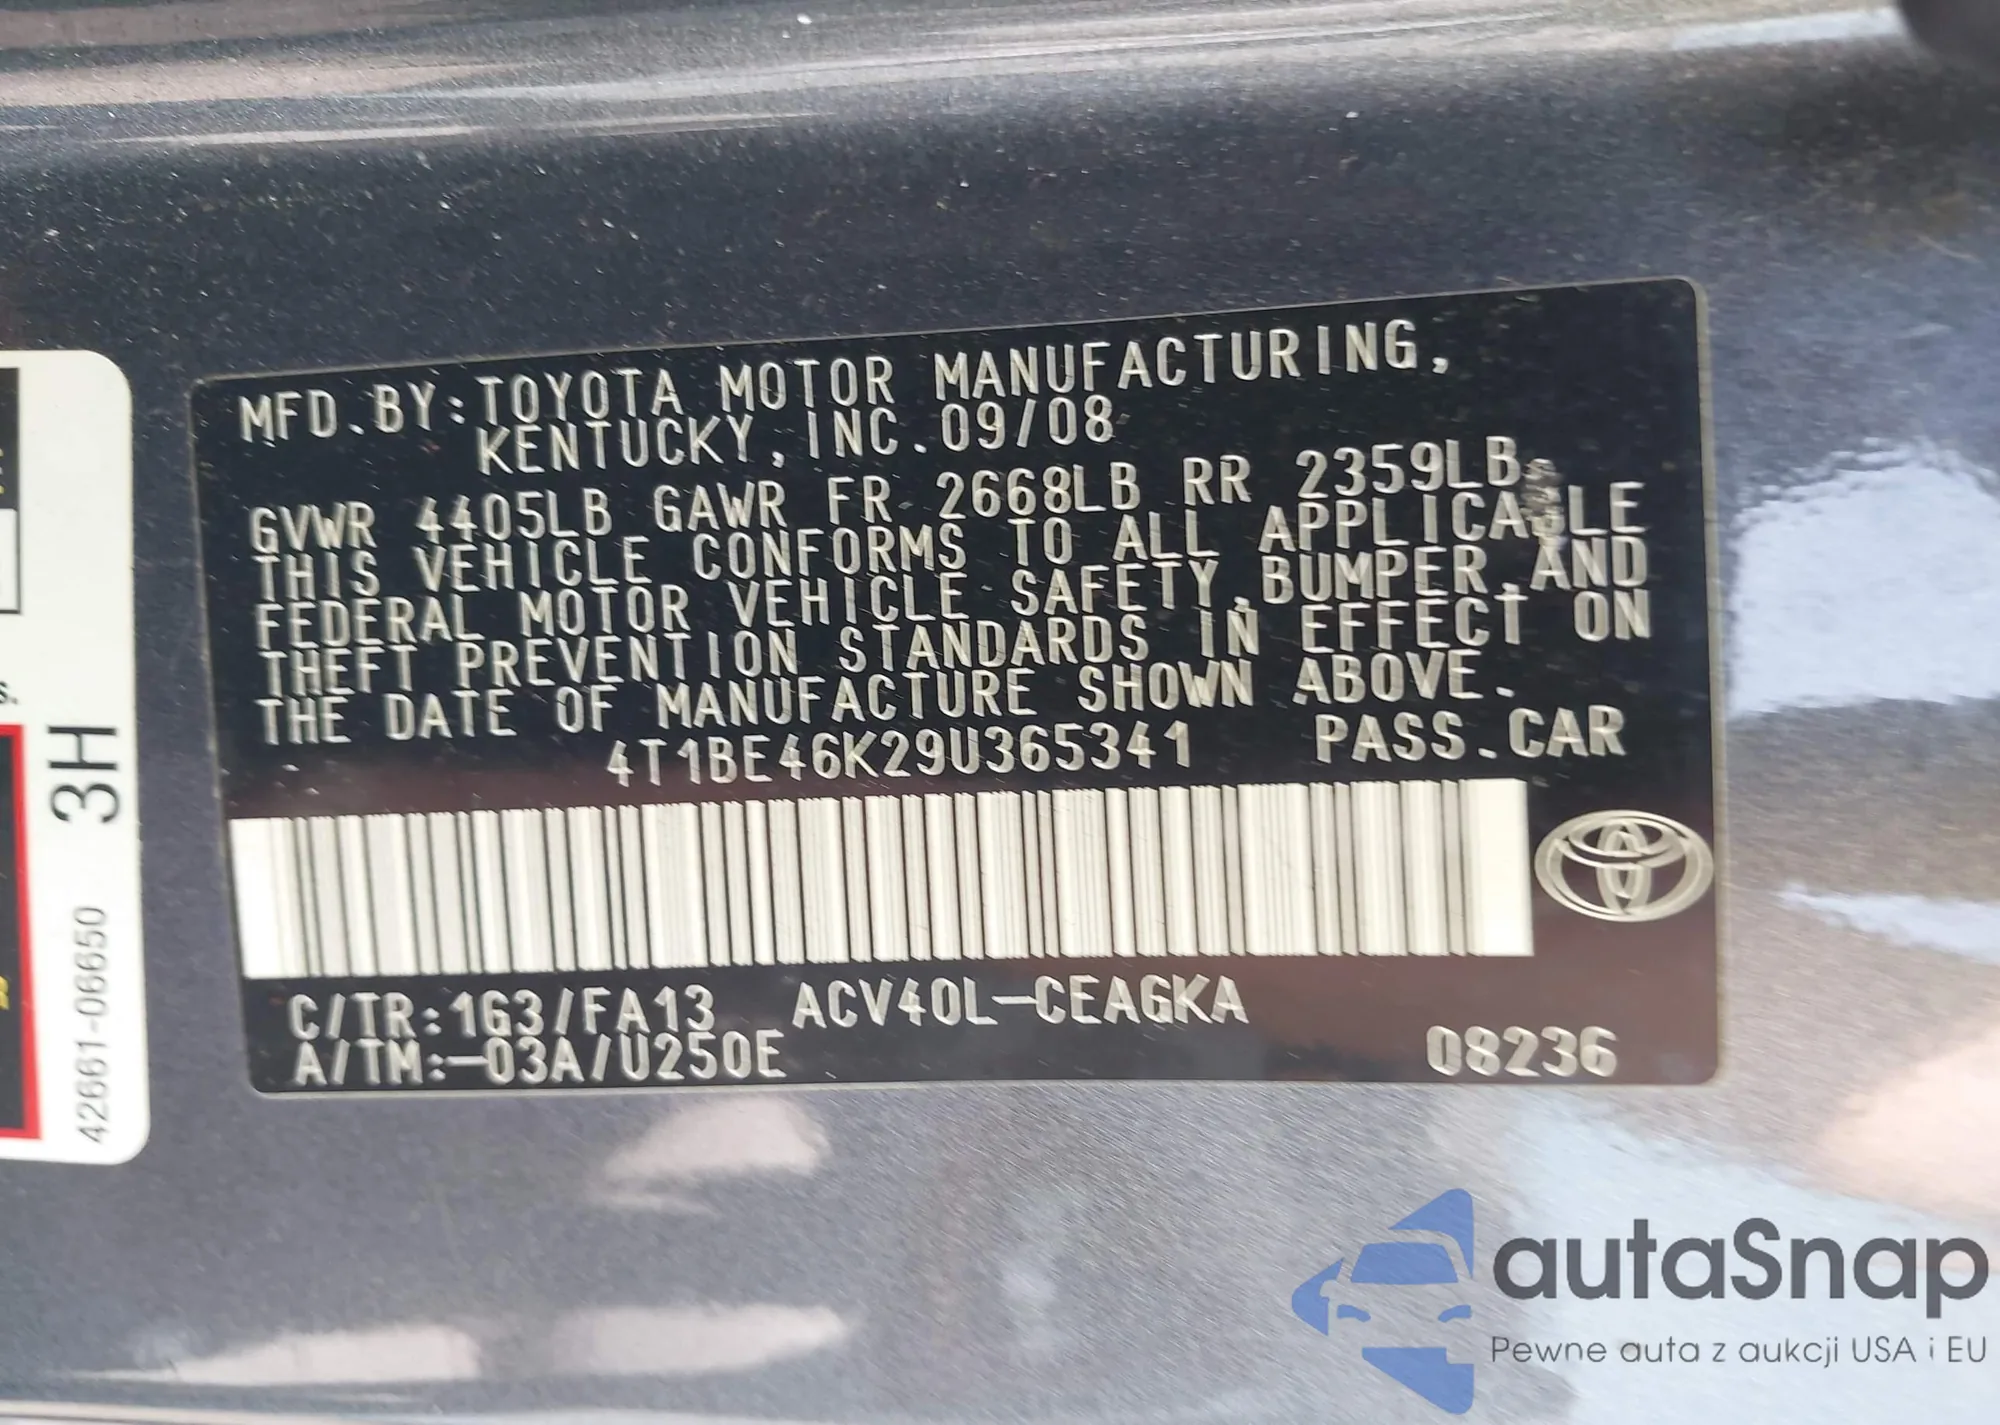 MFD.BY:TOYOTA MOTOR MANUFACTURING,
KENTUCKY,INC.09/08
GVWR 4405LB GAWR FR 2668LB RR 2359LB
THIS VEHICLE CONFORMS TO ALL APPLICABLE
FEDERAL MOTOR VEHICLE SAFETY,BUMPER,AND
THEFT PREVENTION STANDARDS IN EFFECT ON
THE DATE OF MANUFACTURE SHOWN ABOVE.
4T1BE46K29U365341 PASS.CAR
C/TR:1G3/FA13 ACV40L-CEAGKA
A/TM:-03A/U250E 08236
3H
42661-06650
s.
autaSnap
Pewne auta z aukcji USA i EU